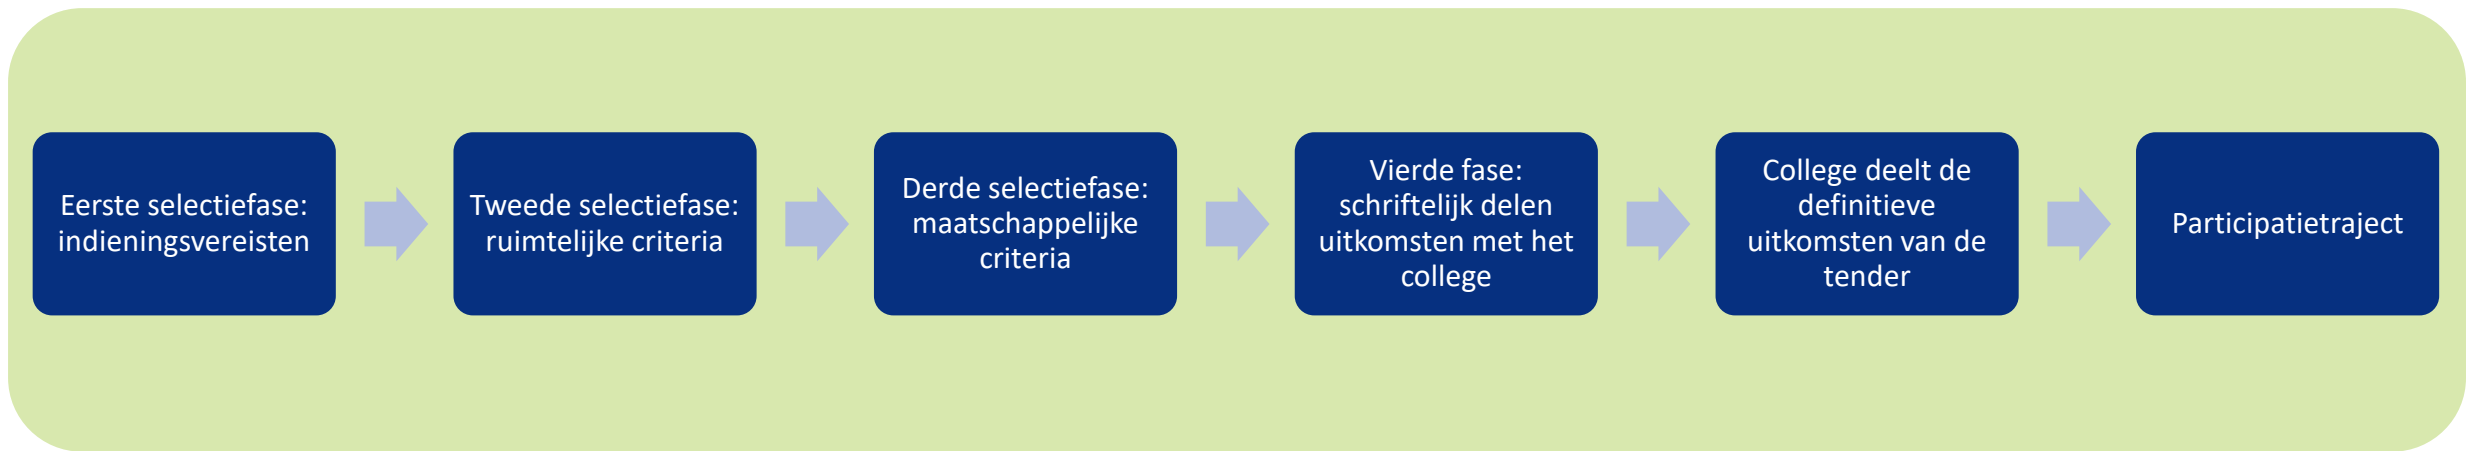 Eerste selectiefase:
indieningsvereisten
Tweede selectiefase:
ruimtelijke criteria
Derde selectiefase:
maatschappelijke
criteria
Vierde fase:
schriftelijk delen
uitkomsten met het
college
College deelt de
definitieve
uitkomsten van de
tender
Participatietraject